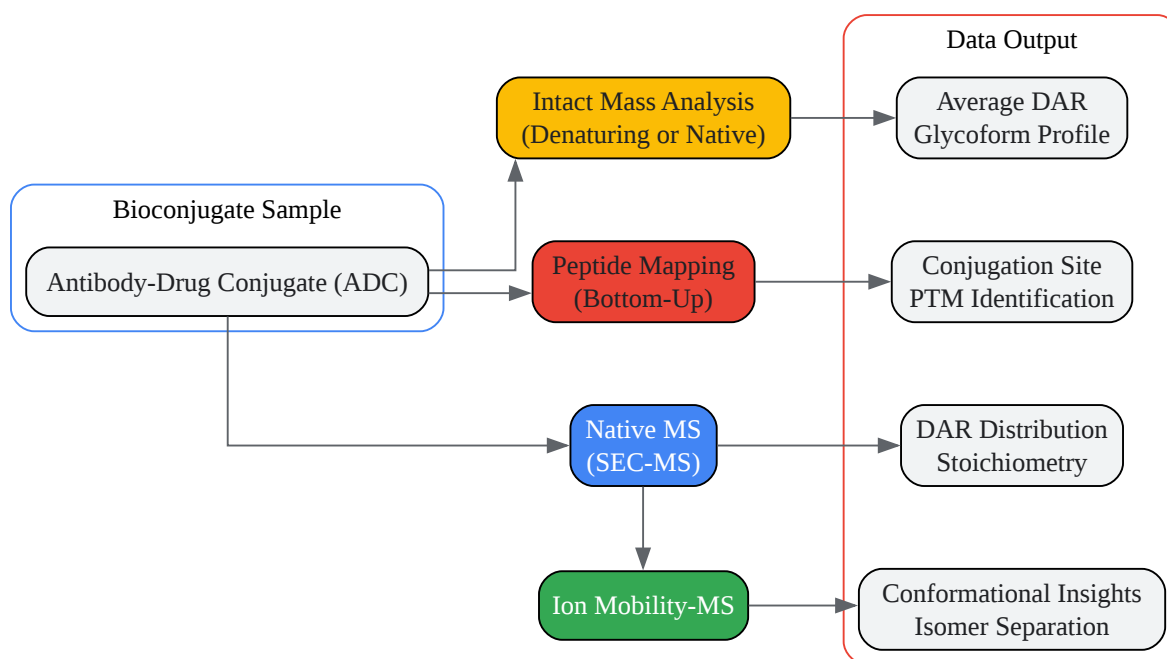 Data Output
Intact Mass Analysis
(Denaturing or Native)
Average DAR
Glycoform Profile
Bioconjugate Sample
Antibody-Drug Conjugate (ADC)
Peptide Mapping
(Bottom-Up)
Conjugation Site
PTM Identification
Native MS
(SEC-MS)
DAR Distribution
Stoichiometry
Ion Mobility-MS
Conformational Insights
Isomer Separation